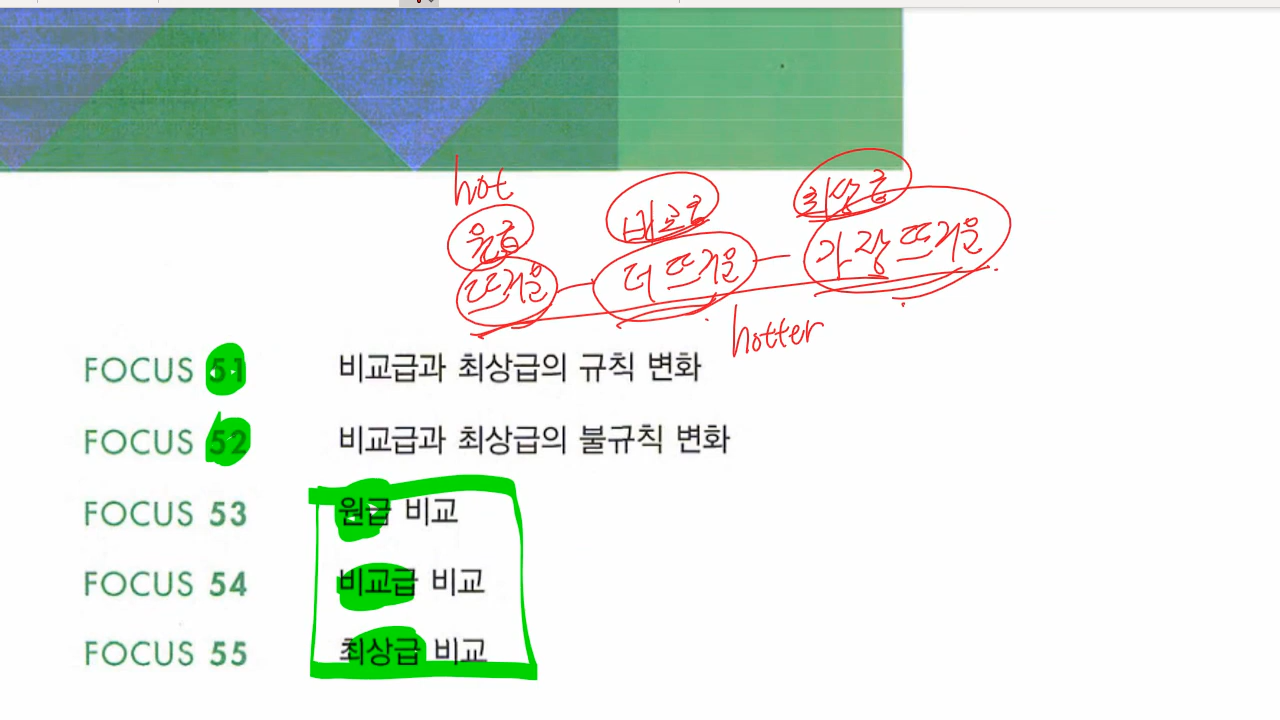 hot
원급
비교급
최상급
뜨거운
더 뜨거운
가장 뜨거운
hotter
FOCUS 51 비교급과 최상급의 규칙 변화
FOCUS 52 비교급과 최상급의 불규칙 변화
FOCUS 53 원급 비교
FOCUS 54 비교급 비교
FOCUS 55 최상급 비교